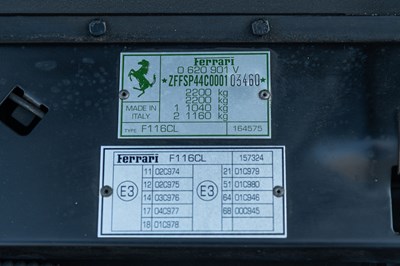 Ferrari
0 620 901 V
*ZFFSP44C000103460*
2200 kg
2200 kg
1 1040 kg
2 1160 kg
MADE IN ITALY
TYPE F116CL 164575
Ferrari F116CL 157324
E3
11 02C974
12 02C975
14 03C976
17 04C977
18 01C978
E3
21 01C979
51 01C980
64 01C946
68 00C945